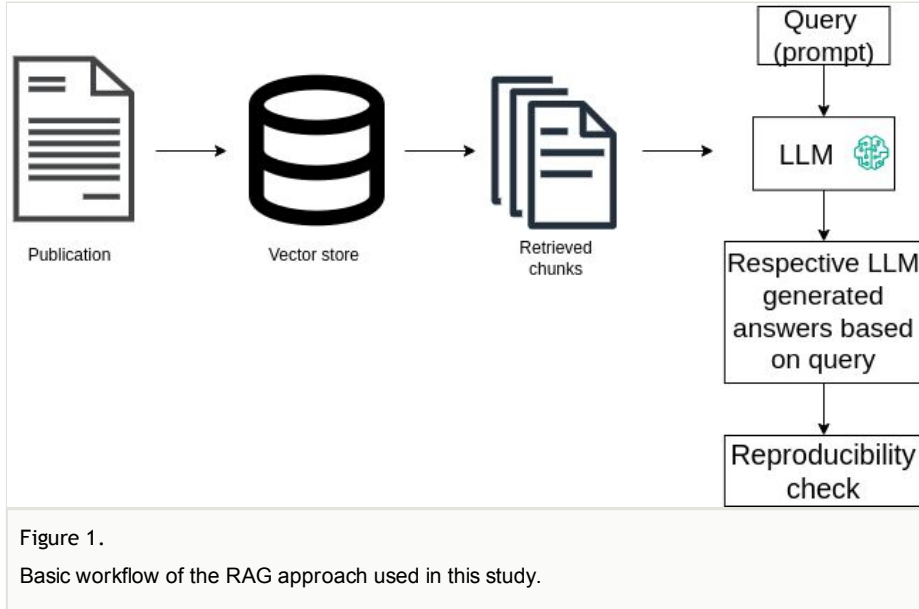 Query
(prompt)
LLM
Publication
Vector store
Retrieved
chunks
Respective LLM
generated
answers based
on query
Reproducibility
check
Figure 1.
Basic workflow of the RAG approach used in this study.